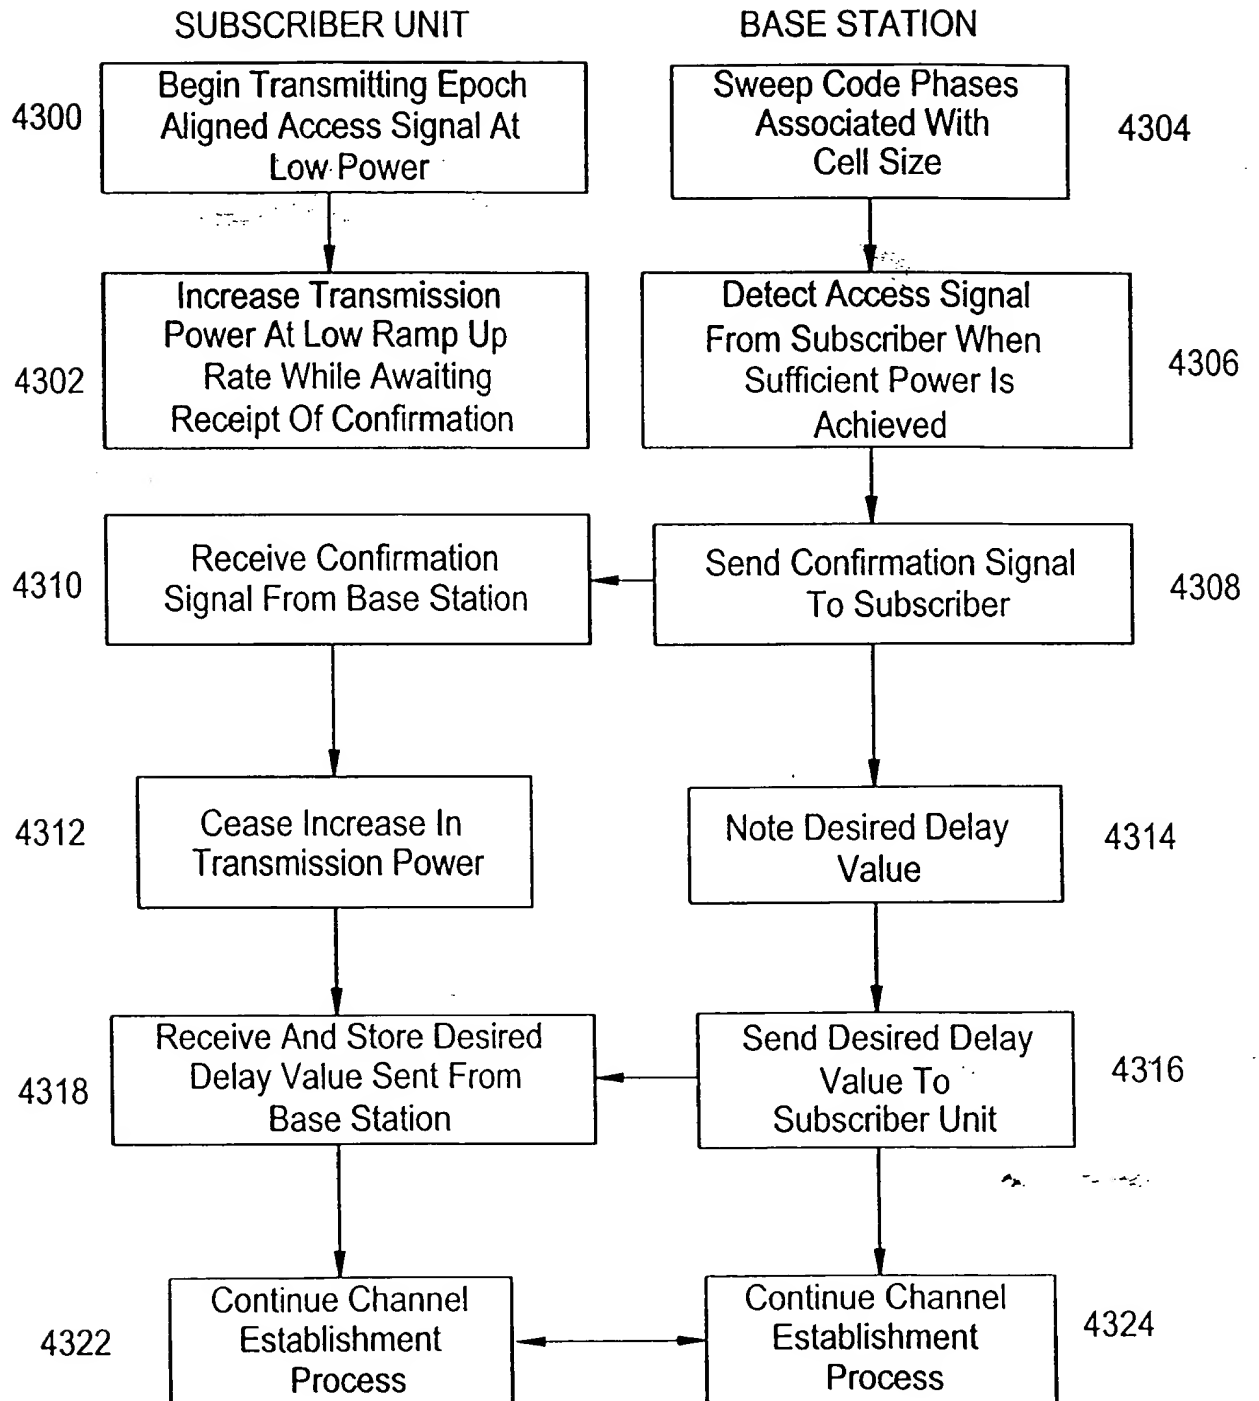 SUBSCRIBER UNIT
BASE STATION
4300
Begin Transmitting Epoch
Aligned Access Signal At
Low Power
Sweep Code Phases
Associated With
Cell Size
4304
4302
Increase Transmission
Power At Low Ramp Up
Rate While Awaiting
Receipt Of Confirmation
Detect Access Signal
From Subscriber When
Sufficient Power Is
Achieved
4306
4310
Receive Confirmation
Signal From Base Station
Send Confirmation Signal
To Subscriber
4308
4312
Cease Increase In
Transmission Power
Note Desired Delay
Value
4314
4318
Receive And Store Desired
Delay Value Sent From
Base Station
Send Desired Delay
Value To
Subscriber Unit
4316
4322
Continue Channel
Establishment
Process
Continue Channel
Establishment
Process
4324